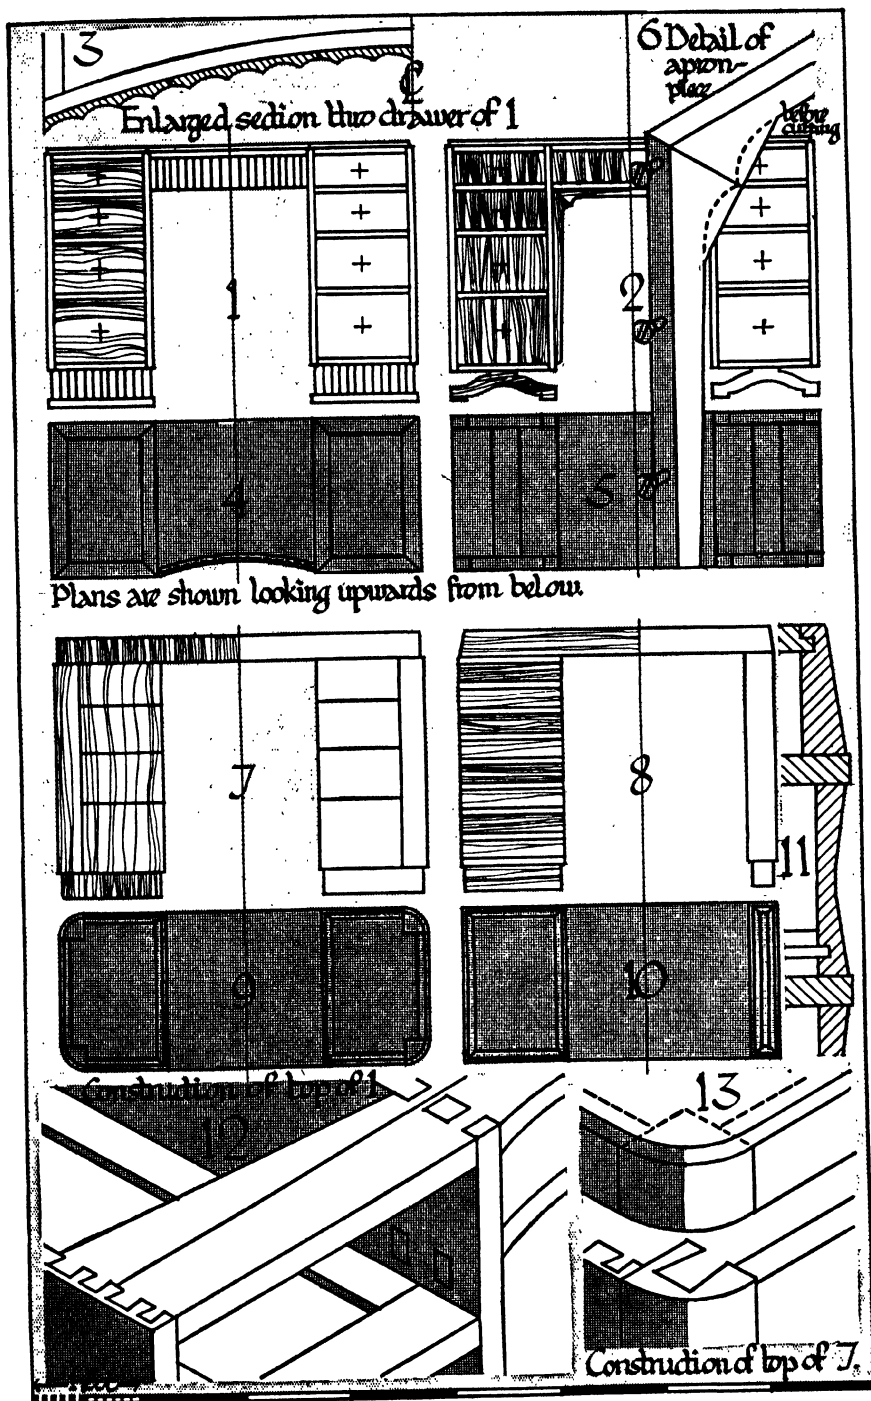 3
6 Detail of
apron-
piece
before
cutting
℄
Enlarged section thro drawer of 1
1
2
4
5
Plans are shown looking upwards from below.
7
8
11
9
10
Construction of top of 1
12
13
Construction of top of 7.